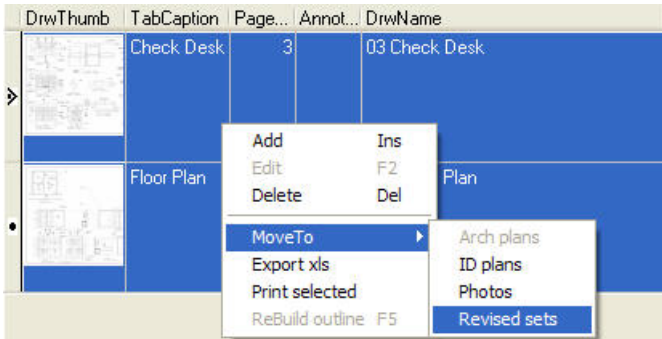 DrwThumb TabCaption Page... Annot... DrwName
Check Desk 3 03 Check Desk
Add Ins
Edit F2
Floor Plan Plan
Delete Del
MoveTo Arch plans
Export xls ID plans
Print selected Photos
ReBuild outline F5 Revised sets